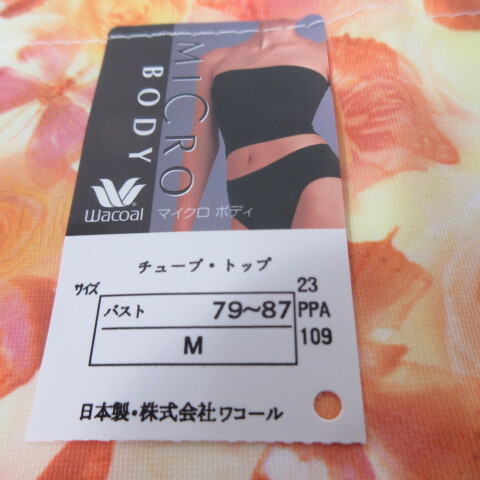 MICRO
BODY
Wacoal
マイクロ ボディ
チューブ・トップ
サイズ
23
バスト 79～87 PPA
M 109
日本製・株式会社ワコール